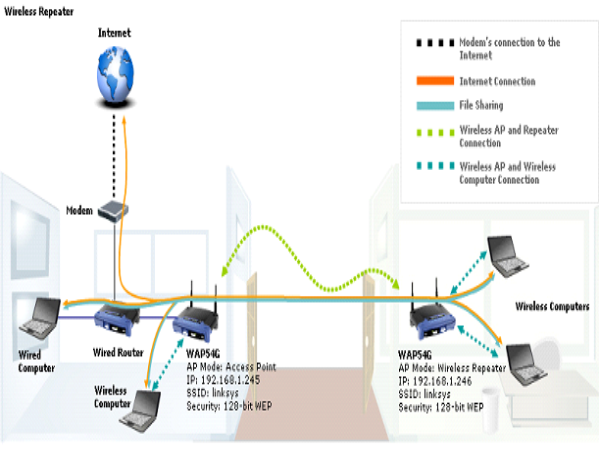 Wireless Repeater
Internet
Modem's connection to the
Internet
Internet Connection
File Sharing
Wireless AP and Repeater
Connection
Wireless AP and Wireless
Computer Connection
Modem
Wireless Computers
Wired
Computer
Wired Router
WAP54G
AP Mode: Access Point
IP: 192.168.1.245
SSID: linksys
Security: 128-bit WEP
Wireless
Computer
WAP54G
AP Mode: Wireless Repeater
IP: 192.168.1.246
SSID: linksys
Security: 128-bit WEP